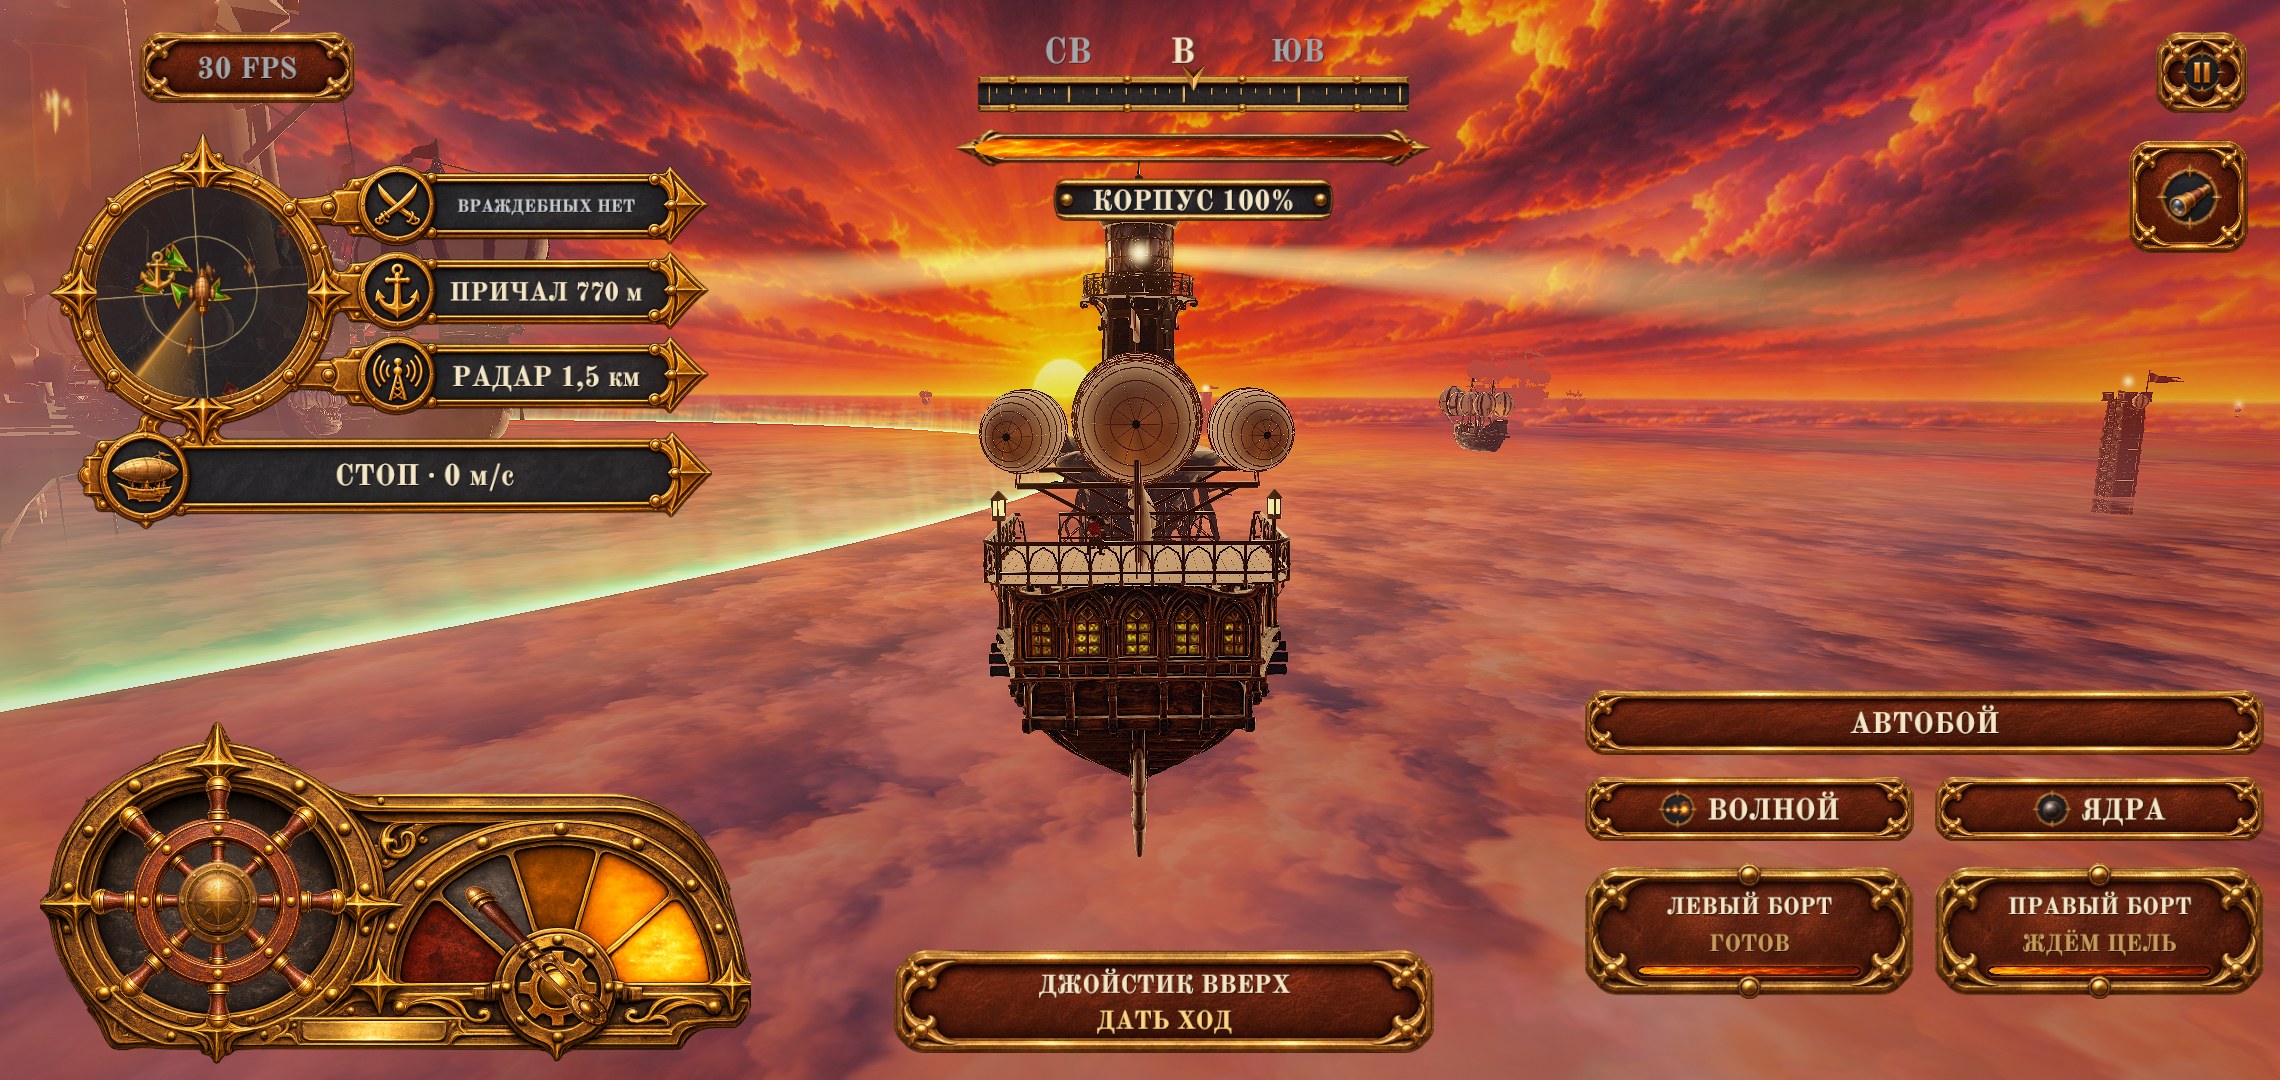 30 FPS
СВ В ЮВ
КОРПУС 100%
ВРАЖДЕБНЫХ НЕТ
ПРИЧАЛ 770 м
РАДАР 1,5 км
СТОП · 0 м/с
АВТОБОЙ
ВОЛНОЙ
ЯДРА
ЛЕВЫЙ БОРТ
ГОТОВ
ПРАВЫЙ БОРТ
ЖДЁМ ЦЕЛЬ
ДЖОЙСТИК ВВЕРХ
ДАТЬ ХОД